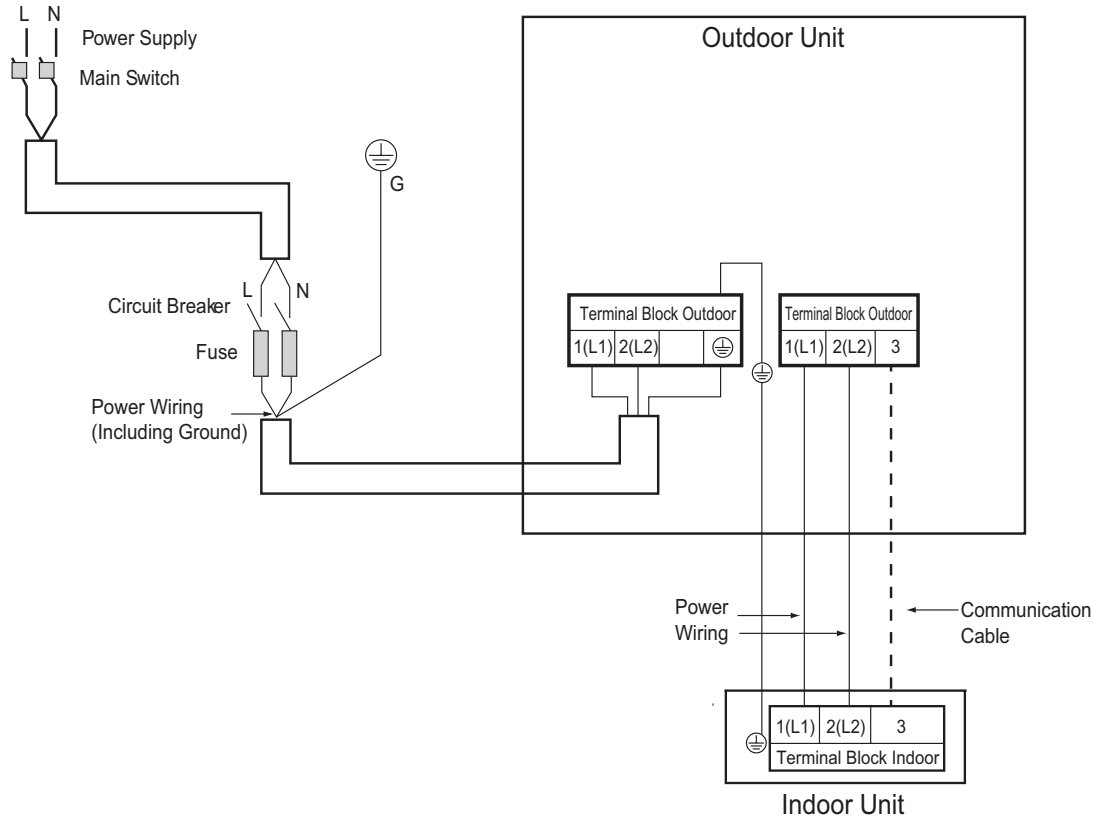 L N
Power Supply
Main Switch
Outdoor Unit
G
L N
Circuit Breaker
Fuse
Power Wiring
(Including Ground)
Terminal Block Outdoor
1(L1) 2(L2)
Terminal Block Outdoor
1(L1) 2(L2) 3
Power
Wiring
Communication
Cable
1(L1) 2(L2) 3
Terminal Block Indoor
Indoor Unit